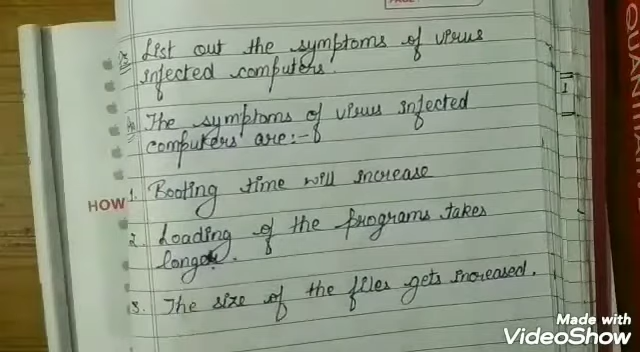 List out the symptoms of virus
infected computers.
The symptoms of virus infected
computers are:-
HOW
1. Booting time will increase
2. Loading of the programs takes
longer.
3. The size of the files gets increased.
Made with
VideoShow